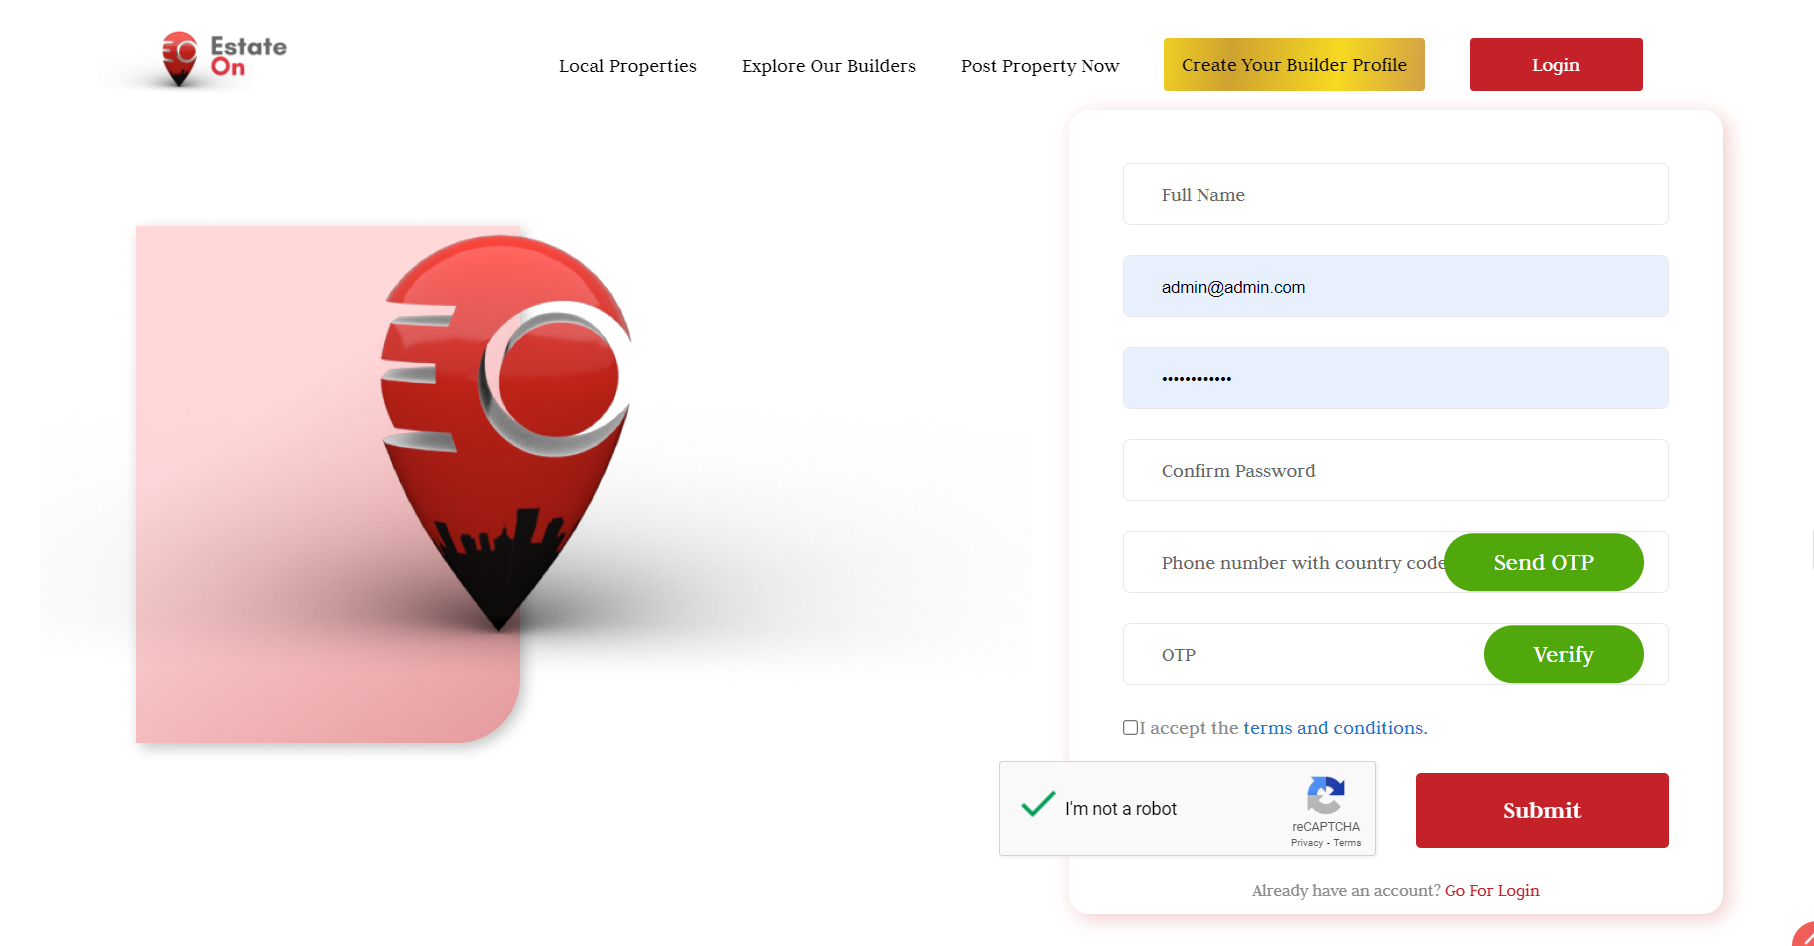 Estate
On
Local Properties
Explore Our Builders
Post Property Now
Create Your Builder Profile
Login
Full Name
admin@admin.com
••••••••••••
Confirm Password
Phone number with country code
Send OTP
OTP
Verify
I accept the terms and conditions.
I'm not a robot
reCAPTCHA
Privacy - Terms
Submit
Already have an account? Go For Login